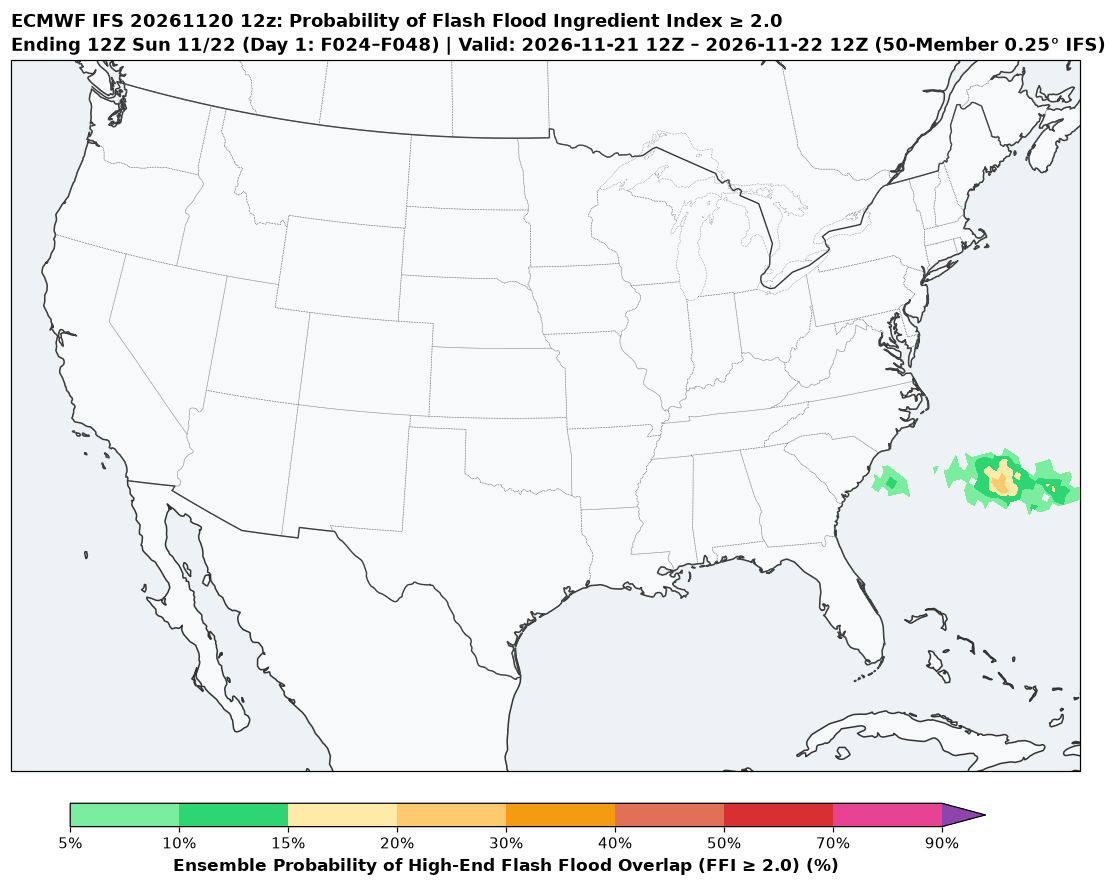 ECMWF IFS 20261120 12z: Probability of Flash Flood Ingredient Index ≥ 2.0
Ending 12Z Sun 11/22 (Day 1: F024–F048) | Valid: 2026-11-21 12Z – 2026-11-22 12Z (50-Member 0.25° IFS)
5% 10% 15% 20% 30% 40% 50% 70% 90%
Ensemble Probability of High-End Flash Flood Overlap (FFI ≥ 2.0) (%)